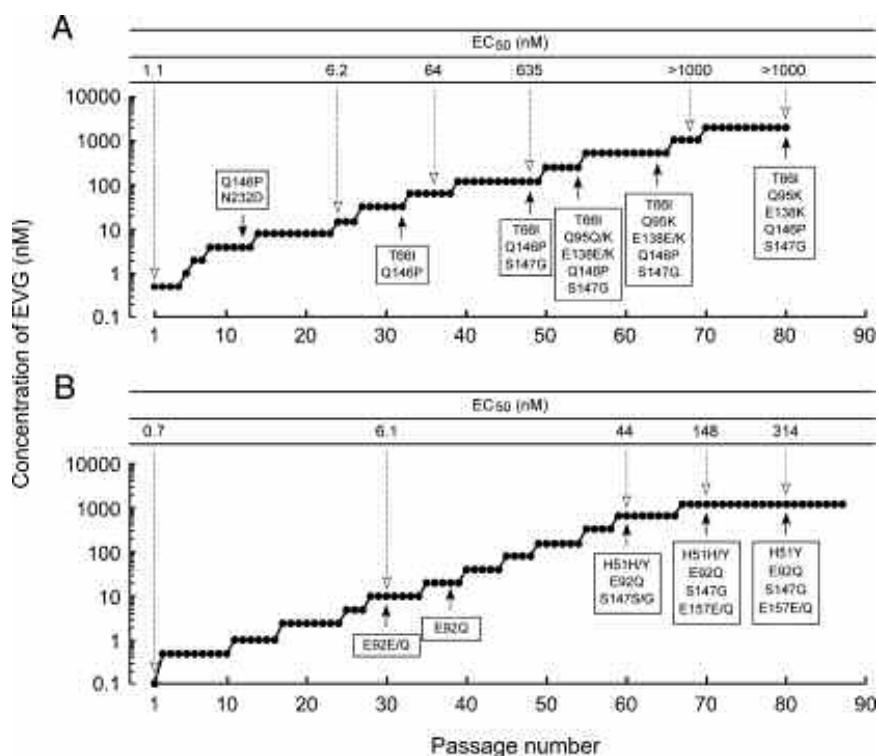 A
EC50 (nM)
1.1 6.2 64 635 >1000 >1000
10000
1000
100
10
1
0.1
Q146P
N232D
T66I
Q146P
T66I
Q146P
S147G
T66I
Q95Q/K
E138E/K
Q146P
S147G
T66I
Q95K
E138E/K
Q146P
S147G
T66I
Q95K
E138K
Q146P
S147G
1 10 20 30 40 50 60 70 80 90
Concentration of EVG (nM)
B
EC50 (nM)
0.7 6.1 44 148 314
10000
1000
100
10
1
0.1
E92E/Q
E92Q
H51H/Y
E92Q
S147S/G
H51H/Y
E92Q
S147G
E157E/Q
H51Y
E92Q
S147G
E157E/Q
1 10 20 30 40 50 60 70 80 90
Passage number